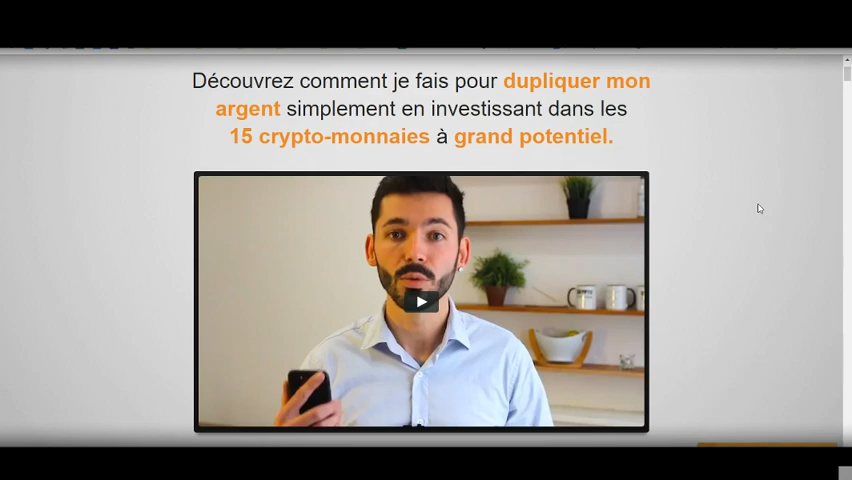 Découvrez comment je fais pour dupliquer mon
argent simplement en investissant dans les
15 crypto-monnaies à grand potentiel.